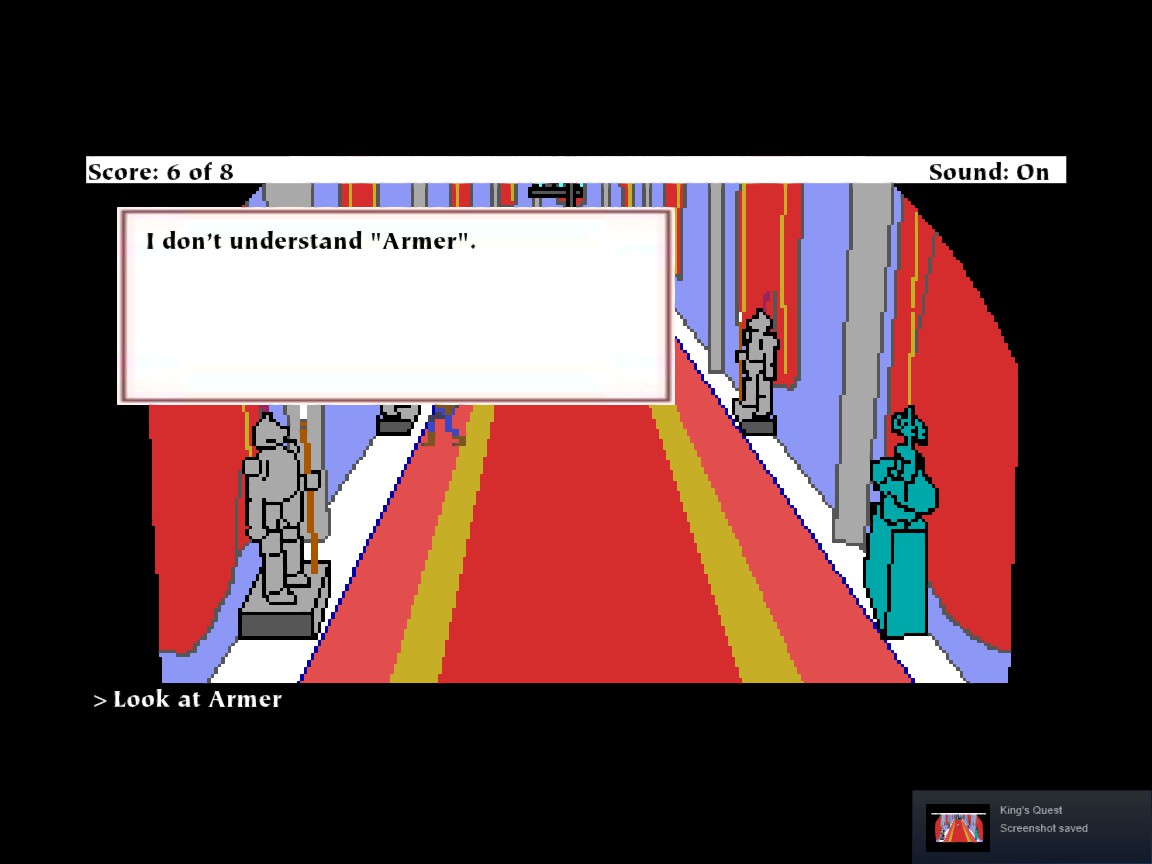 Score: 6 of 8
Sound: On
I don't understand "Armer".
> Look at Armer
King's Quest
Screenshot saved